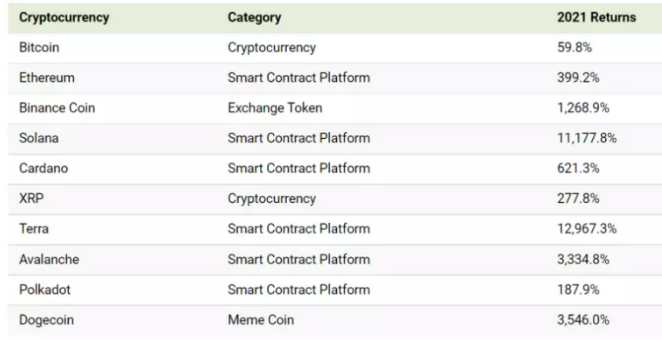 Cryptocurrency Category 2021 Returns
Bitcoin Cryptocurrency 59.8%
Ethereum Smart Contract Platform 399.2%
Binance Coin Exchange Token 1,268.9%
Solana Smart Contract Platform 11,177.8%
Cardano Smart Contract Platform 621.3%
XRP Cryptocurrency 277.8%
Terra Smart Contract Platform 12,967.3%
Avalanche Smart Contract Platform 3,334.8%
Polkadot Smart Contract Platform 187.9%
Dogecoin Meme Coin 3,546.0%